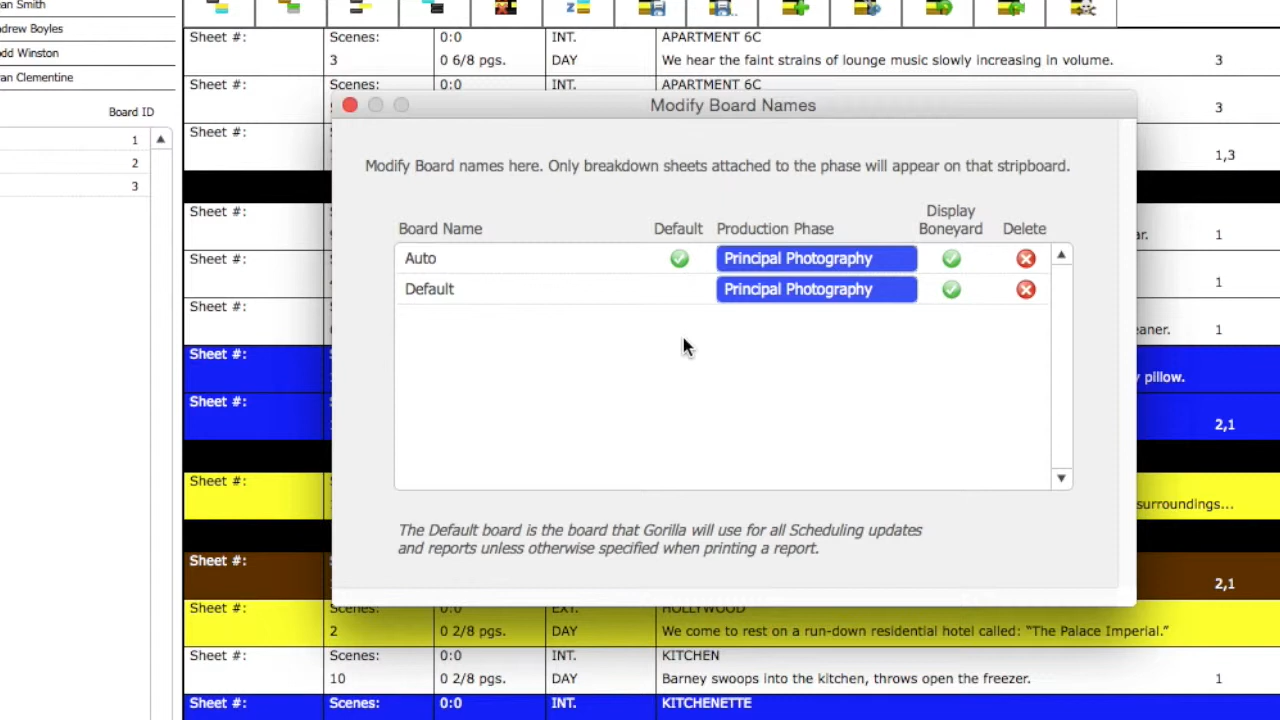 ean Smith
drew Boyles
dd Winston
an Clementine
Board ID
1
2
3
Sheet #: Scenes: 0:0 INT. APARTMENT 6C
3 0 6/8 pgs. DAY We hear the faint strains of lounge music slowly increasing in volume. 3
Sheet #: Scenes: 0:0 INT. APARTMENT 6C
3
Sheet #:
1,3
Sheet #:
ar. 1
Sheet #:
1
Sheet #:
eaner. 1
Sheet #:
y pillow.
Sheet #:
2,1
Sheet #:
surroundings...
Sheet #:
2,1
Modify Board Names
Modify Board names here. Only breakdown sheets attached to the phase will appear on that stripboard.
Board Name Default Production Phase Display Boneyard Delete
Auto Principal Photography
Default Principal Photography
The Default board is the board that Gorilla will use for all Scheduling updates
and reports unless otherwise specified when printing a report.
Sheet #: Scenes: 0:0 EXT. HOLLYWOOD
2 0 2/8 pgs. DAY We come to rest on a run-down residential hotel called: “The Palace Imperial.”
Sheet #: Scenes: 0:0 INT. KITCHEN
10 0 2/8 pgs. DAY Barney swoops into the kitchen, throws open the freezer. 1
Sheet #: Scenes: 0:0 INT. KITCHENETTE